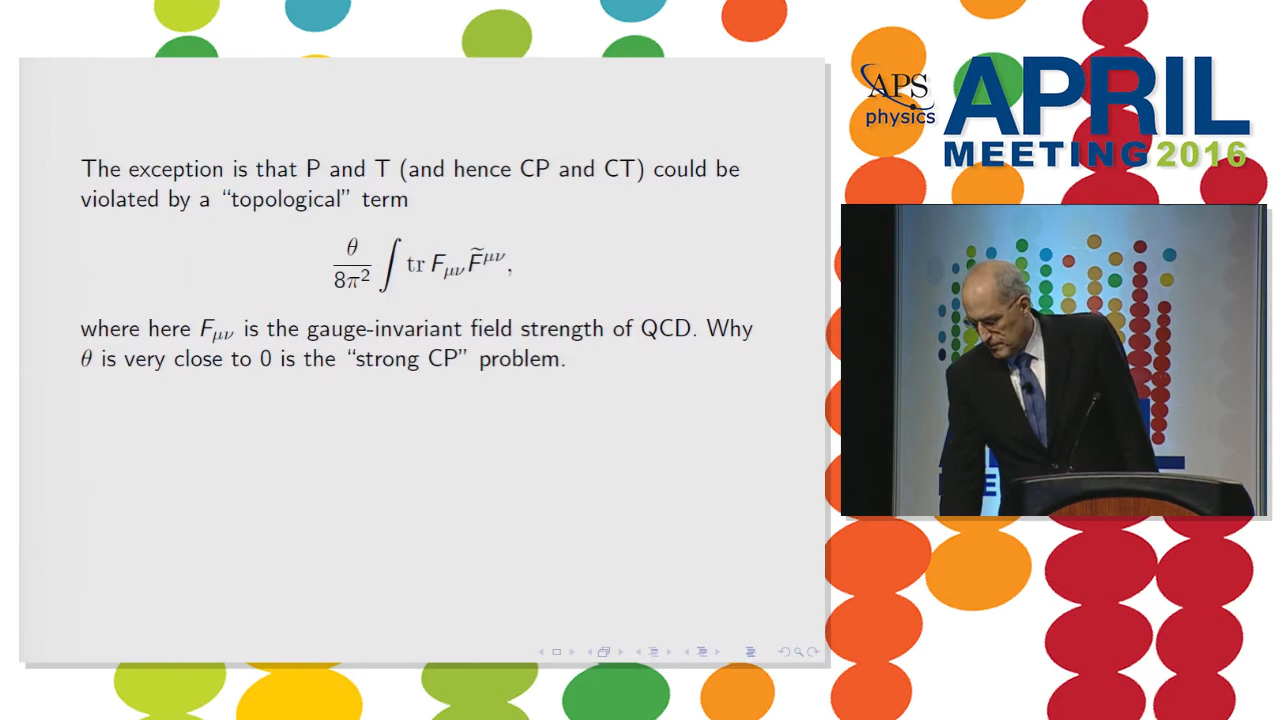 The exception is that P and T (and hence CP and CT) could be
violated by a “topological” term
θ/8π² ∫ tr F_μν F̃^μν,
where here F_μν is the gauge-invariant field strength of QCD. Why
θ is very close to 0 is the “strong CP” problem.
APS
physics
APRIL
MEETING 2016